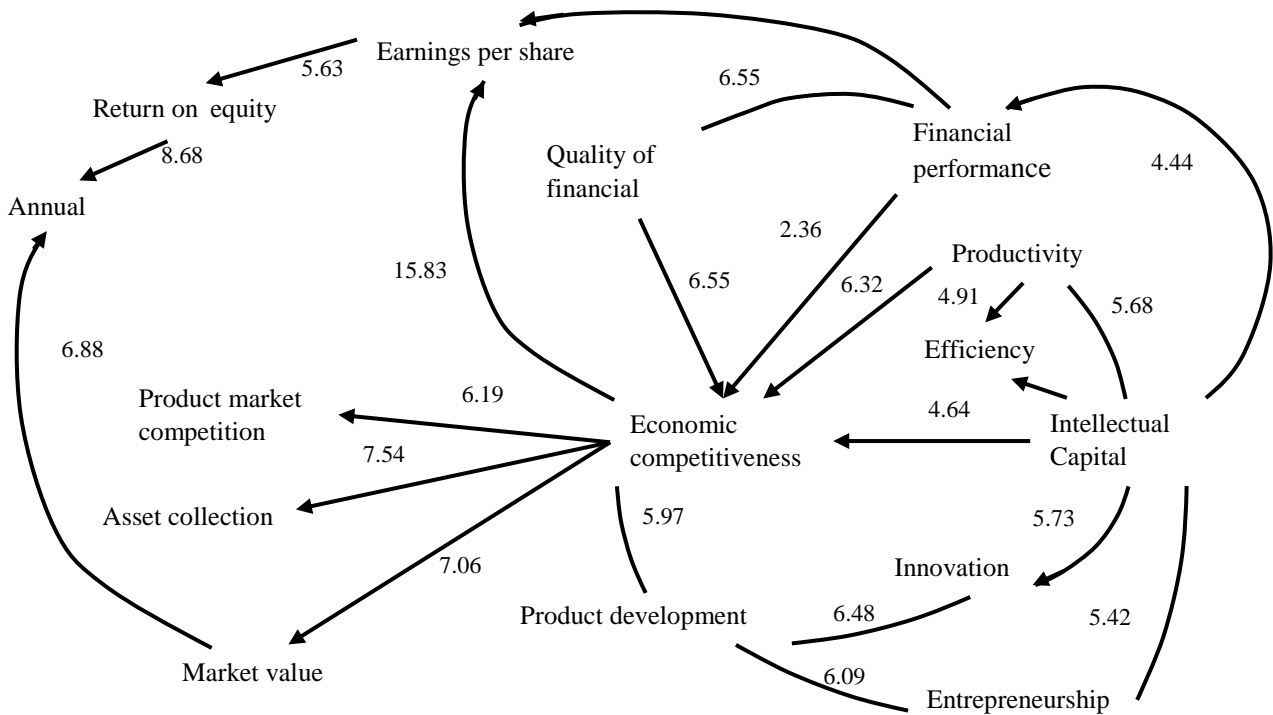 Earnings per share
5.63
6.55
Return on equity
Financial
performance
8.68
Quality of
financial
4.44
Annual
2.36
Productivity
15.83
6.55
6.32
4.91
5.68
6.88
Efficiency
Product market
competition
6.19
4.64
Economic
competitiveness
Intellectual
Capital
7.54
Asset collection
5.97
5.73
7.06
Innovation
Product development
6.48
5.42
Market value
6.09
Entrepreneurship